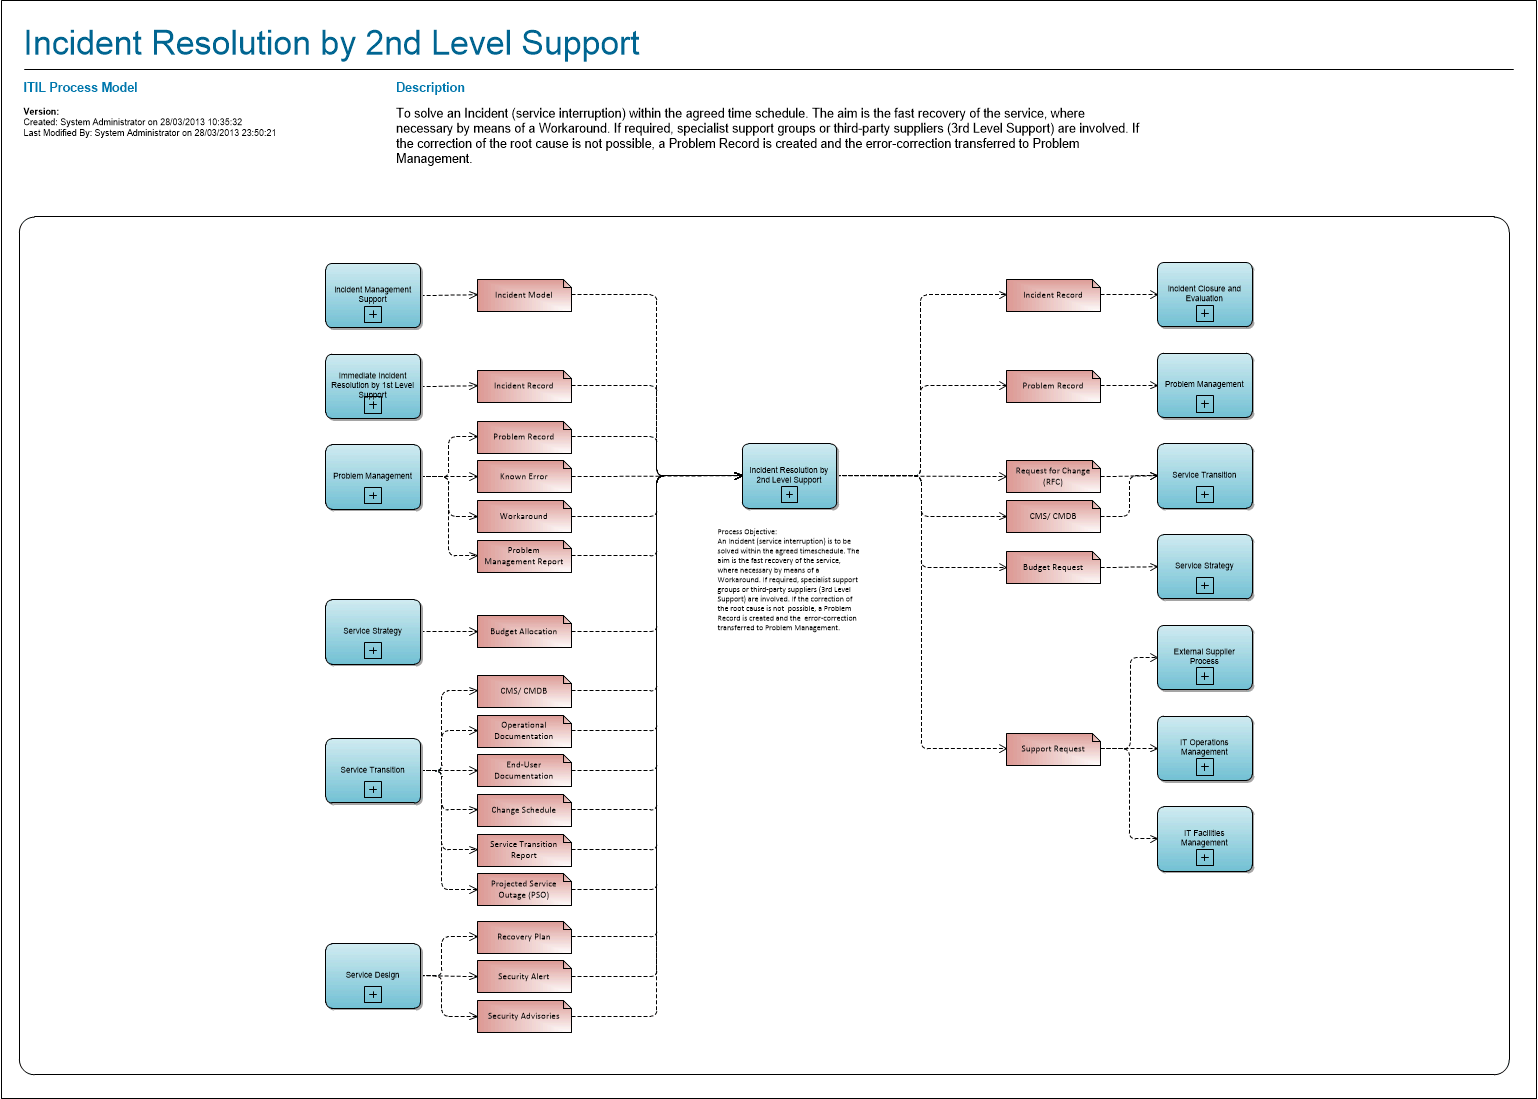 Incident Resolution by 2nd Level Support
ITIL Process Model
Version:
Created: System Administrator on 28/03/2013 10:35:32
Last Modified By: System Administrator on 28/03/2013 23:50:21
Description
To solve an Incident (service interruption) within the agreed time schedule. The aim is the fast recovery of the service, where
necessary by means of a Workaround. If required, specialist support groups or third-party suppliers (3rd Level Support) are involved. If
the correction of the root cause is not possible, a Problem Record is created and the error-correction transferred to Problem
Management.
Incident Management
Support
Immediate Incident
Resolution by 1st Level
Support
Problem Management
Service Strategy
Service Transition
Service Design
Incident Model
Incident Record
Problem Record
Known Error
Workaround
Problem
Management Report
Budget Allocation
CMS/ CMDB
Operational
Documentation
End-User
Documentation
Change Schedule
Service Transition
Report
Projected Service
Outage (PSO)
Recovery Plan
Security Alert
Security Advisories
Incident Resolution by
2nd Level Support
Process Objective:
An Incident (service interruption) is to be
solved within the agreed timeschedule. The
aim is the fast recovery of the service,
where necessary by means of a
Workaround. If required, specialist support
groups or third-party suppliers (3rd Level
Support) are involved. If the correction of
the root cause is not possible, a Problem
Record is created and the error-correction
transferred to Problem Management.
Incident Record
Problem Record
Request for Change
(RFC)
CMS/ CMDB
Budget Request
Support Request
Incident Closure and
Evaluation
Problem Management
Service Transition
Service Strategy
External Supplier
Process
IT Operations
Management
IT Facilities
Management